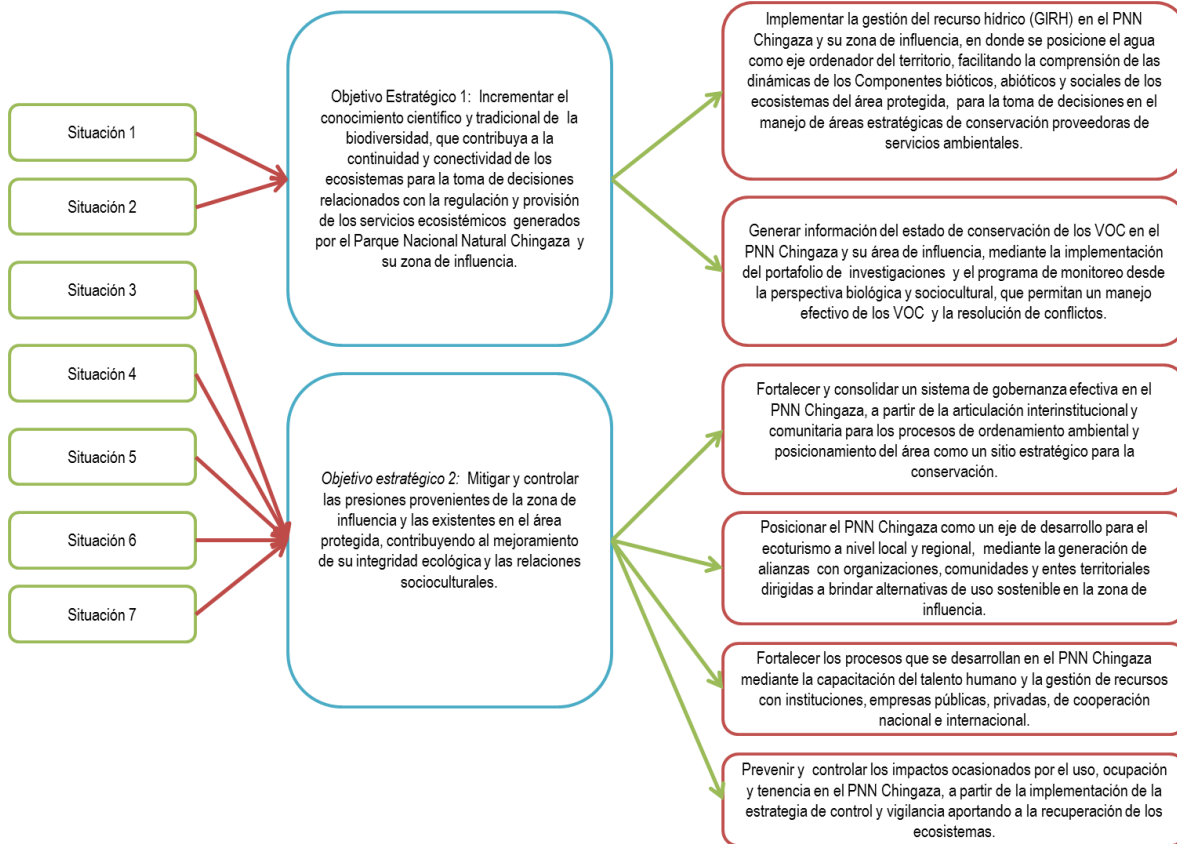 Situación 1
Situación 2
Situación 3
Situación 4
Situación 5
Situación 6
Situación 7
Objetivo Estratégico 1: Incrementar el
conocimiento científico y tradicional de la
biodiversidad, que contribuya a la
continuidad y conectividad de los
ecosistemas para la toma de decisiones
relacionados con la regulación y provisión
de los servicios ecosistémicos generados
por el Parque Nacional Natural Chingaza y
su zona de influencia.
Objetivo estratégico 2: Mitigar y controlar
las presiones provenientes de la zona de
influencia y las existentes en el área
protegida, contribuyendo al mejoramiento
de su integridad ecológica y las relaciones
socioculturales.
Implementar la gestión del recurso hídrico (GIRH) en el PNN
Chingaza y su zona de influencia, en donde se posicione el agua
como eje ordenador del territorio, facilitando la comprensión de las
dinámicas de los Componentes bióticos, abióticos y sociales de los
ecosistemas del área protegida, para la toma de decisiones en el
manejo de áreas estratégicas de conservación proveedoras de
servicios ambientales.
Generar información del estado de conservación de los VOC en el
PNN Chingaza y su área de influencia, mediante la implementación
del portafolio de investigaciones y el programa de monitoreo desde
la perspectiva biológica y sociocultural, que permitan un manejo
efectivo de los VOC y la resolución de conflictos.
Fortalecer y consolidar un sistema de gobernanza efectiva en el
PNN Chingaza, a partir de la articulación interinstitucional y
comunitaria para los procesos de ordenamiento ambiental y
posicionamiento del área como un sitio estratégico para la
conservación.
Posicionar el PNN Chingaza como un eje de desarrollo para el
ecoturismo a nivel local y regional, mediante la generación de
alianzas con organizaciones, comunidades y entes territoriales
dirigidas a brindar alternativas de uso sostenible en la zona de
influencia.
Fortalecer los procesos que se desarrollan en el PNN Chingaza
mediante la capacitación del talento humano y la gestión de recursos
con instituciones, empresas públicas, privadas, de cooperación
nacional e internacional.
Prevenir y controlar los impactos ocasionados por el uso, ocupación
y tenencia en el PNN Chingaza, a partir de la implementación de la
estrategia de control y vigilancia aportando a la recuperación de los
ecosistemas.